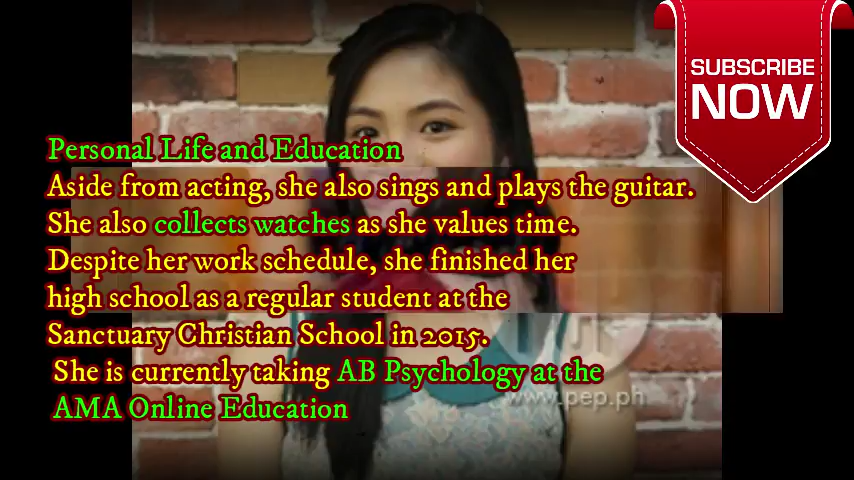 SUBSCRIBE
NOW
Personal Life and Education
Aside from acting, she also sings and plays the guitar.
She also collects watches as she values time.
Despite her work schedule, she finished her
high school as a regular student at the
Sanctuary Christian School in 2015.
She is currently taking AB Psychology at the
AMA Online Education
www.pep.ph